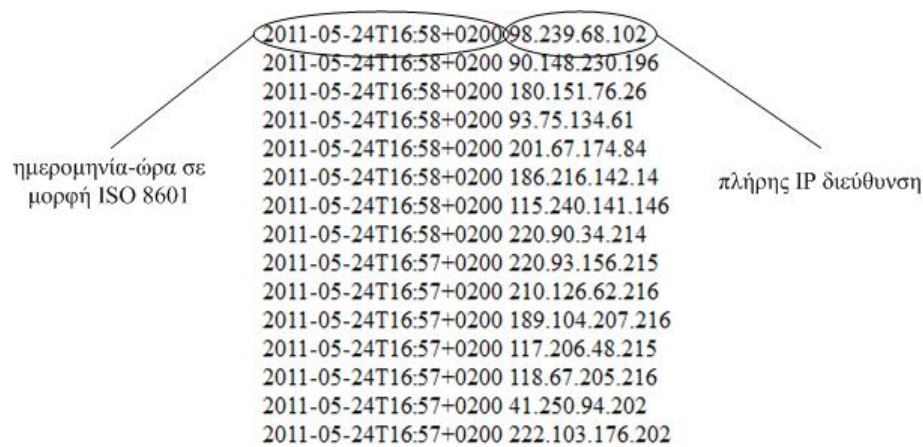 2011-05-24T16:58+0200 98.239.68.102
2011-05-24T16:58+0200 90.148.230.196
2011-05-24T16:58+0200 180.151.76.26
2011-05-24T16:58+0200 93.75.134.61
2011-05-24T16:58+0200 201.67.174.84
2011-05-24T16:58+0200 186.216.142.14
2011-05-24T16:58+0200 115.240.141.146
2011-05-24T16:58+0200 220.90.34.214
2011-05-24T16:57+0200 220.93.156.215
2011-05-24T16:57+0200 210.126.62.216
2011-05-24T16:57+0200 189.104.207.216
2011-05-24T16:57+0200 117.206.48.215
2011-05-24T16:57+0200 118.67.205.216
2011-05-24T16:57+0200 41.250.94.202
2011-05-24T16:57+0200 222.103.176.202
ημερομηνία-ώρα σε
μορφή ISO 8601
πλήρης IP διεύθυνση